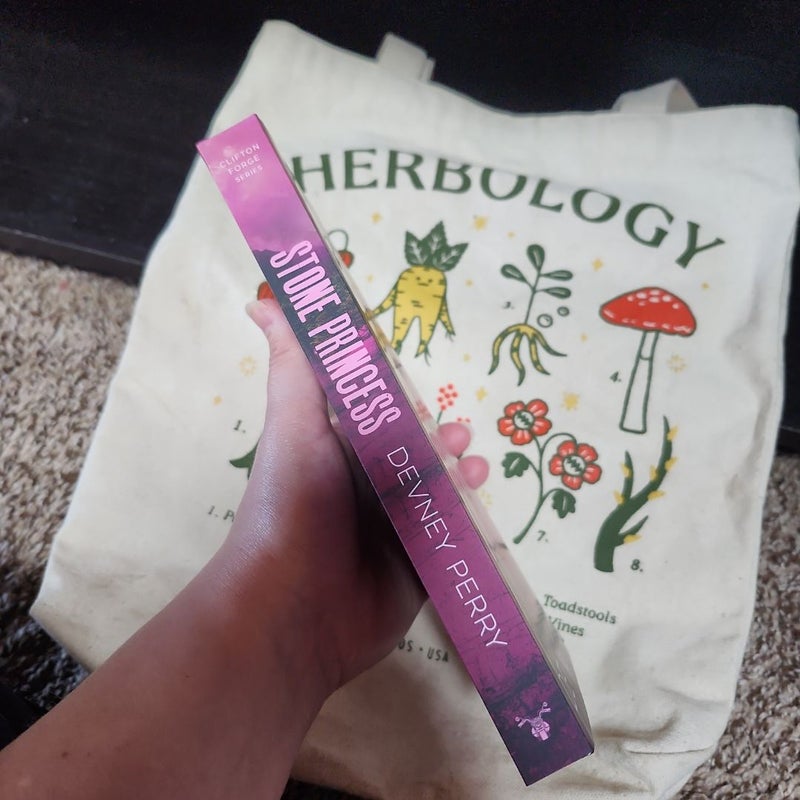 CLIFTON
FORGE
SERIES
STONE PRINCESS
DEVNEY PERRY
HERBOLOGY
1.
3.
4.
7.
8.
1.
Toadstools
Vines
USA